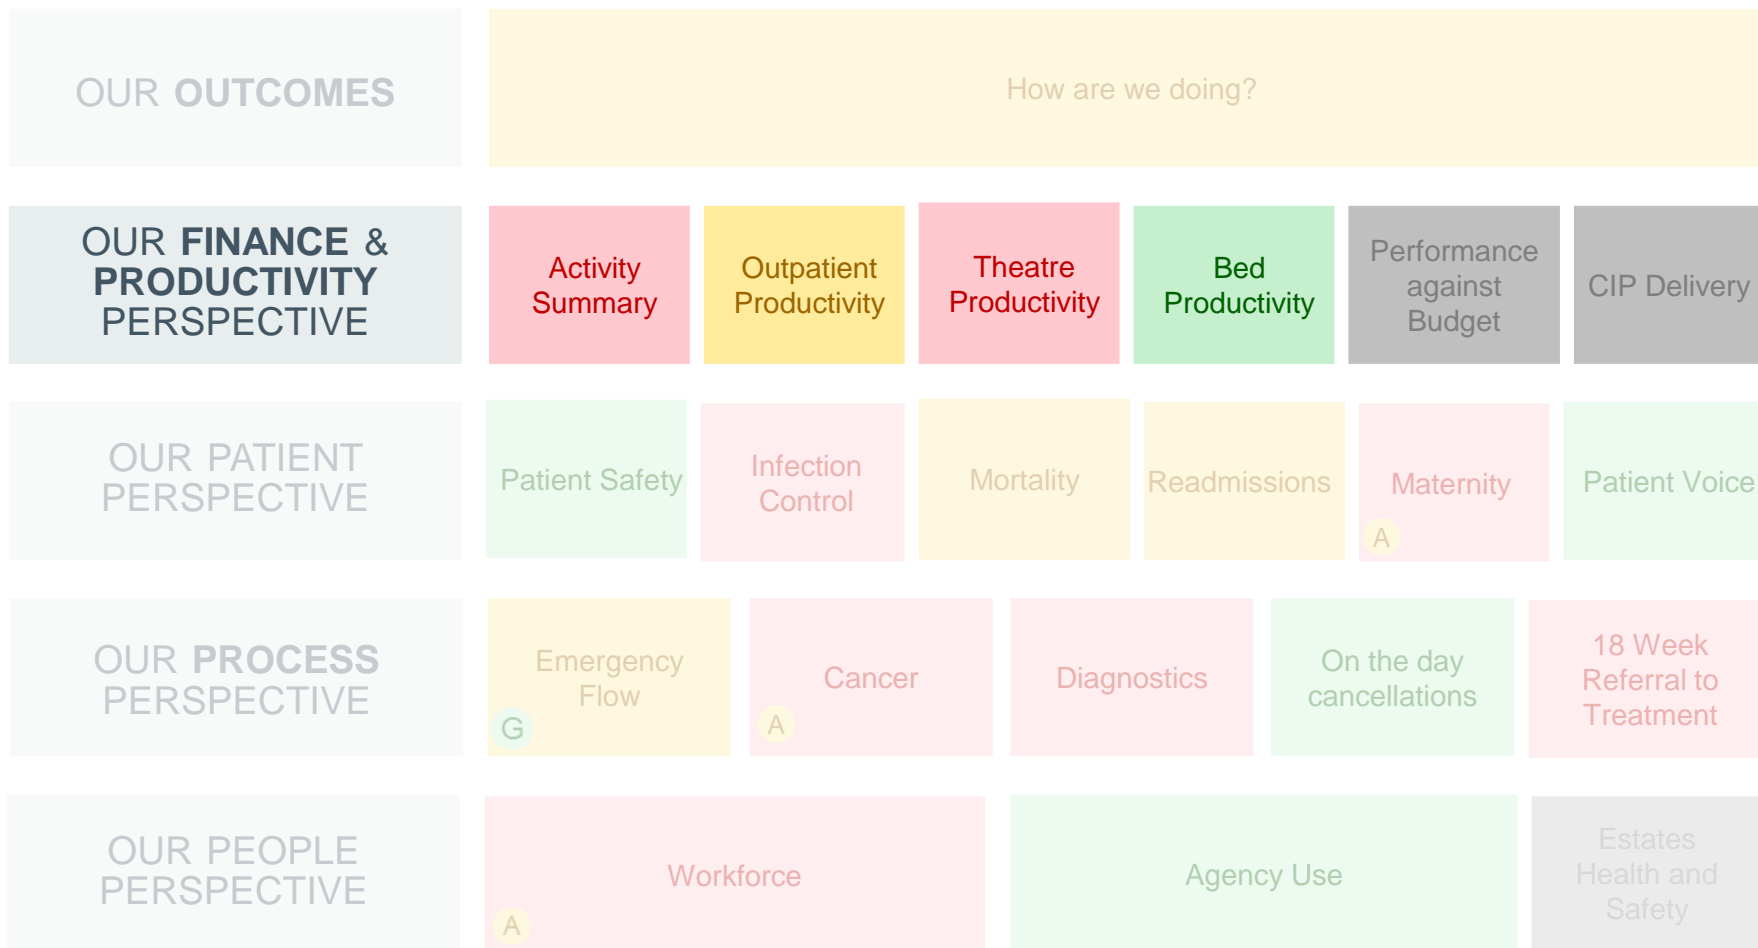 OUR OUTCOMES
How are we doing?
OUR FINANCE &
PRODUCTIVITY
PERSPECTIVE
Activity
Summary
Outpatient
Productivity
Theatre
Productivity
Bed
Productivity
Performance
against
Budget
CIP Delivery
OUR PATIENT
PERSPECTIVE
Patient Safety
Infection
Control
Mortality
Readmissions
Maternity
A
Patient Voice
OUR PROCESS
PERSPECTIVE
Emergency
Flow
G
Cancer
A
Diagnostics
On the day
cancellations
18 Week
Referral to
Treatment
OUR PEOPLE
PERSPECTIVE
Workforce
A
Agency Use
Estates
Health and
Safety